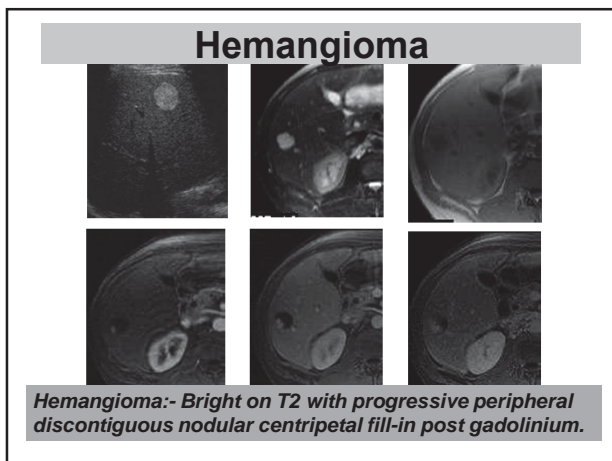 Hemangioma
Hemangioma:- Bright on T2 with progressive peripheral
discontiguous nodular centripetal fill-in post gadolinium.